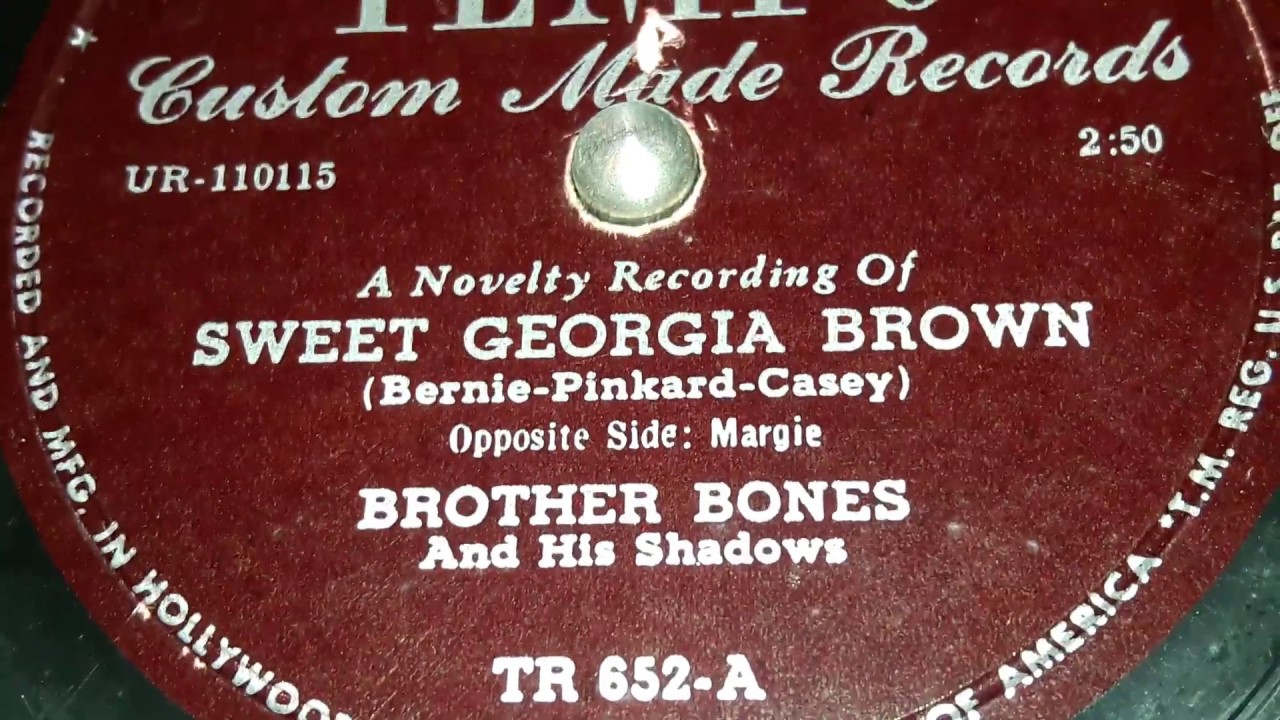 TEMPO
Custom Made Records
UR-110115
2:50
A Novelty Recording Of
SWEET GEORGIA BROWN
(Bernie-Pinkard-Casey)
Opposite Side: Margie
BROTHER BONES
And His Shadows
TR 652-A
RECORDED AND MFG. IN HOLLYWOO
OF AMERICA * T.M. REG. U.S.